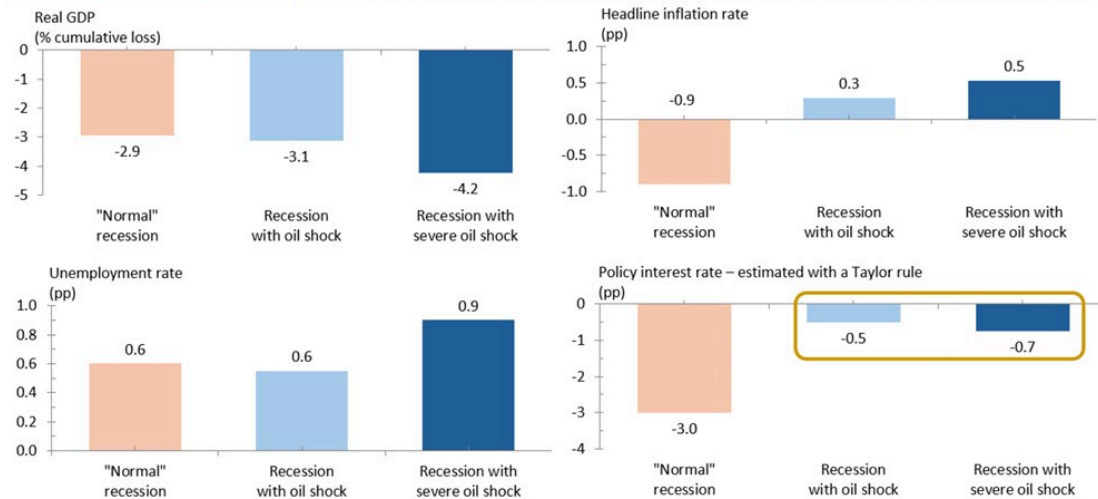 Real GDP
(% cumulative loss)
0
-1
-2
-3
-4
-5
-2.9
-3.1
-4.2
"Normal"
recession
Recession
with oil shock
Recession with
severe oil shock
Headline inflation rate
(pp)
1.0
0.5
0.0
-0.5
-1.0
-0.9
0.3
0.5
"Normal"
recession
Recession
with oil shock
Recession with
severe oil shock
Unemployment rate
(pp)
1.0
0.8
0.6
0.4
0.2
0.0
0.6
0.6
0.9
"Normal"
recession
Recession
with oil shock
Recession with
severe oil shock
Policy interest rate – estimated with a Taylor rule
(pp)
0
-1
-2
-3
-4
-3.0
-0.5
-0.7
"Normal"
recession
Recession
with oil shock
Recession with
severe oil shock